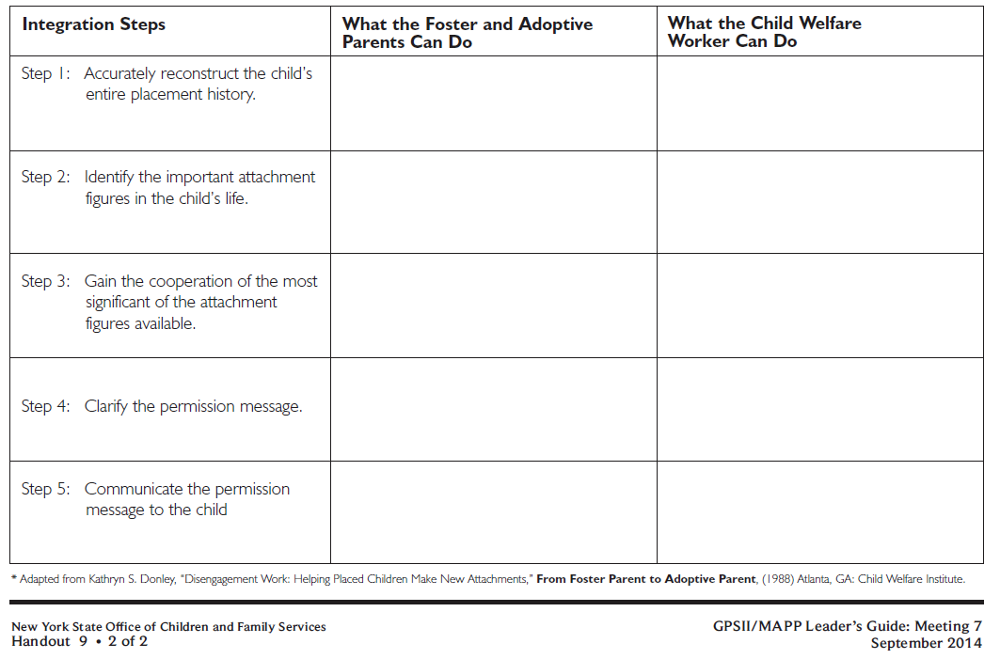 Integration Steps
What the Foster and Adoptive
Parents Can Do
What the Child Welfare
Worker Can Do
Step 1: Accurately reconstruct the child’s
entire placement history.
Step 2: Identify the important attachment
figures in the child’s life.
Step 3: Gain the cooperation of the most
significant of the attachment
figures available.
Step 4: Clarify the permission message.
Step 5: Communicate the permission
message to the child
* Adapted from Kathryn S. Donley, “Disengagement Work: Helping Placed Children Make New Attachments,” From Foster Parent to Adoptive Parent, (1988) Atlanta, GA: Child Welfare Institute.
New York State Office of Children and Family Services
Handout 9 • 2 of 2
GPSII/MAPP Leader’s Guide: Meeting 7
September 2014